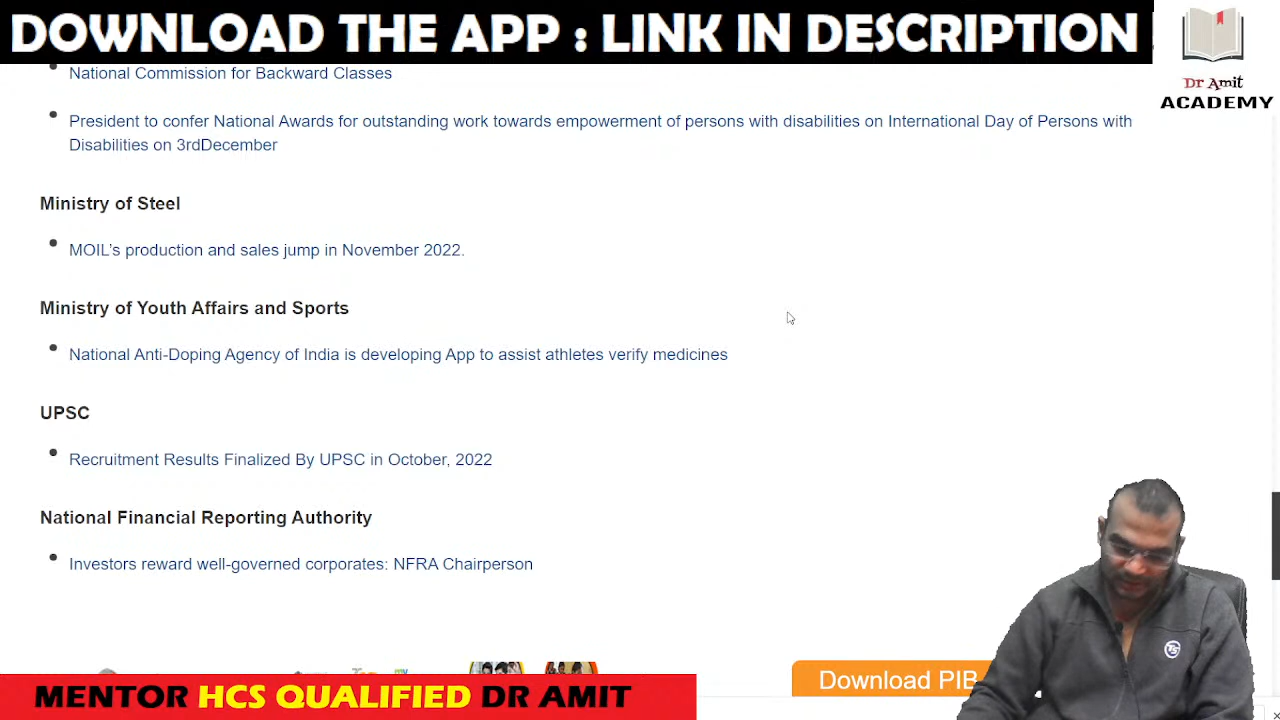 DOWNLOAD THE APP : LINK IN DESCRIPTION
Dr Amit
ACADEMY
National Commission for Backward Classes
President to confer National Awards for outstanding work towards empowerment of persons with disabilities on International Day of Persons with
Disabilities on 3rdDecember
Ministry of Steel
MOIL’s production and sales jump in November 2022.
Ministry of Youth Affairs and Sports
National Anti-Doping Agency of India is developing App to assist athletes verify medicines
UPSC
Recruitment Results Finalized By UPSC in October, 2022
National Financial Reporting Authority
Investors reward well-governed corporates: NFRA Chairperson
Download PIB
MENTOR HCS QUALIFIED DR AMIT